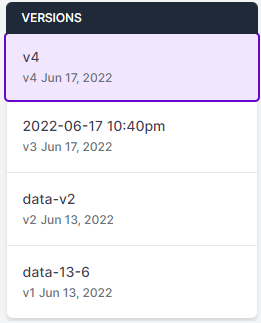 VERSIONS
v4
v4 Jun 17, 2022
2022-06-17 10:40pm
v3 Jun 17, 2022
data-v2
v2 Jun 13, 2022
data-13-6
v1 Jun 13, 2022